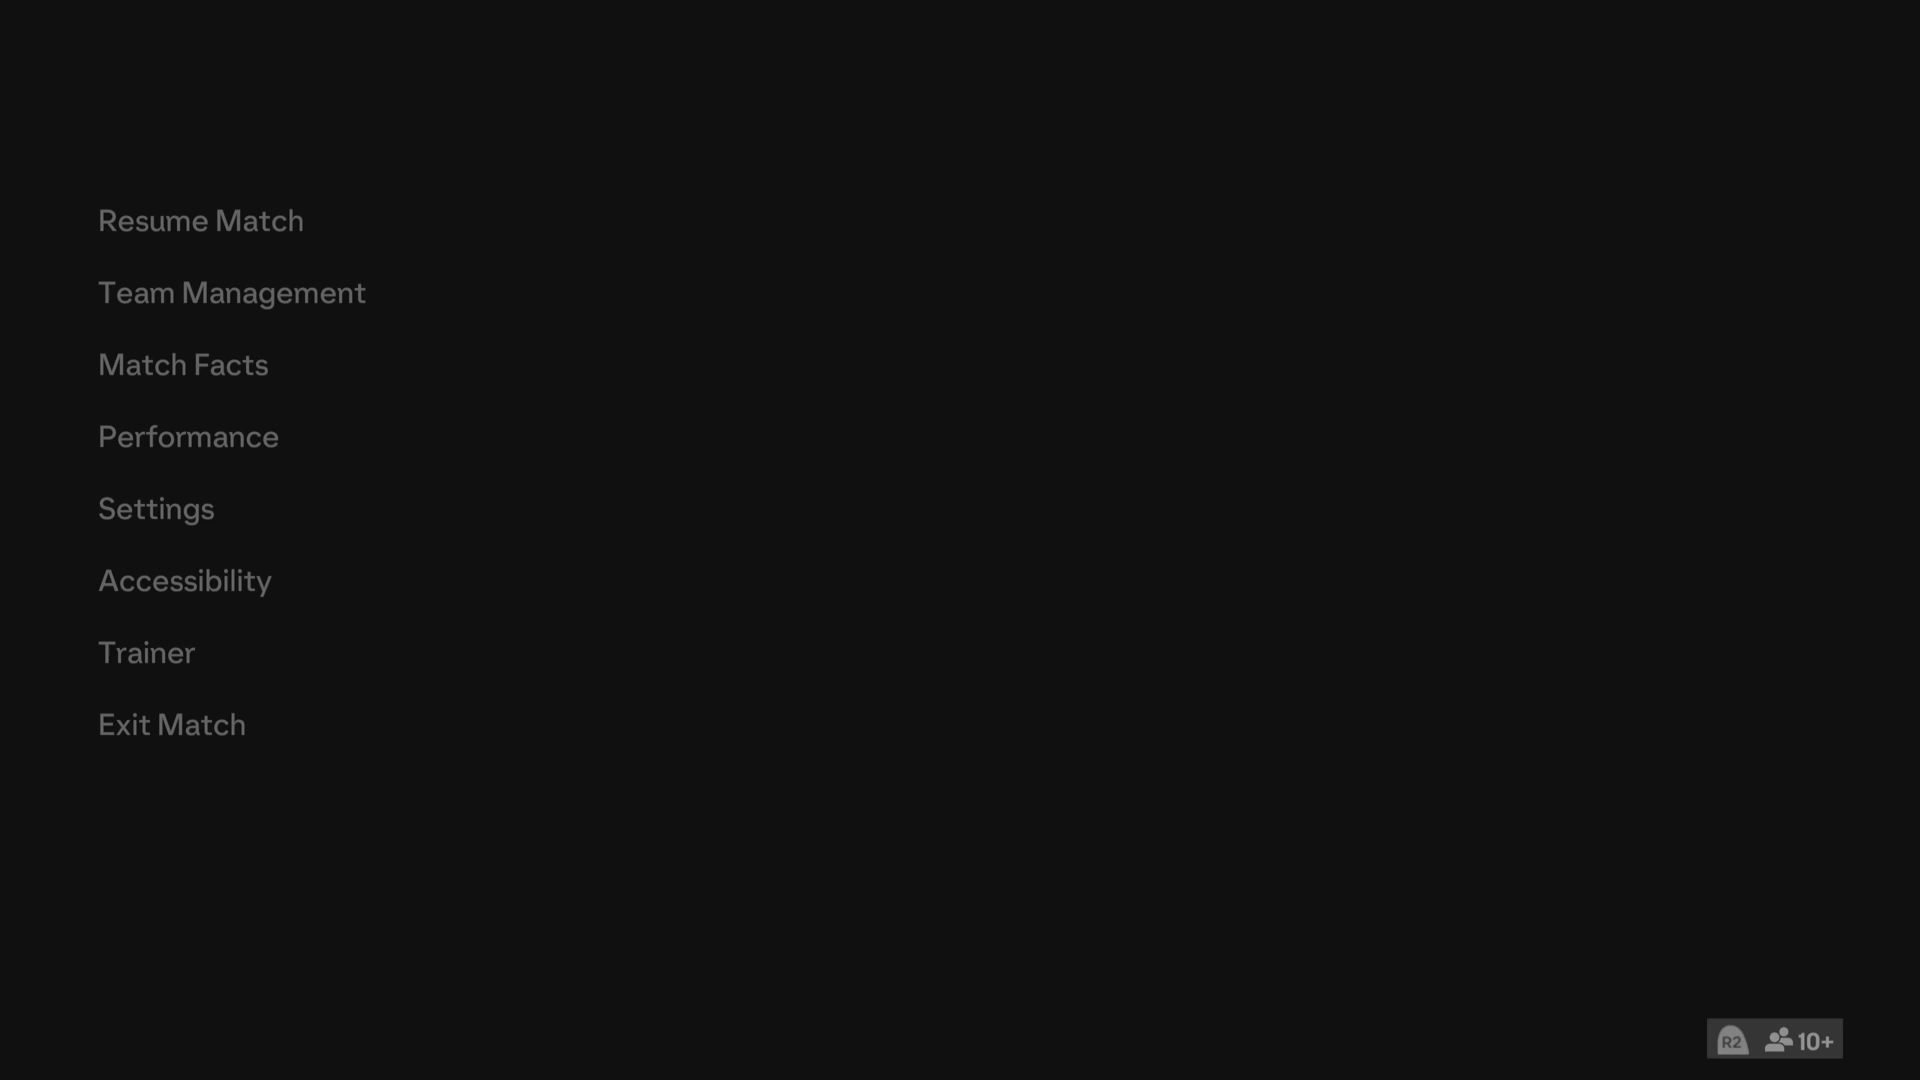 Resume Match
Team Management
Match Facts
Performance
Settings
Accessibility
Trainer
Exit Match
R2 10+